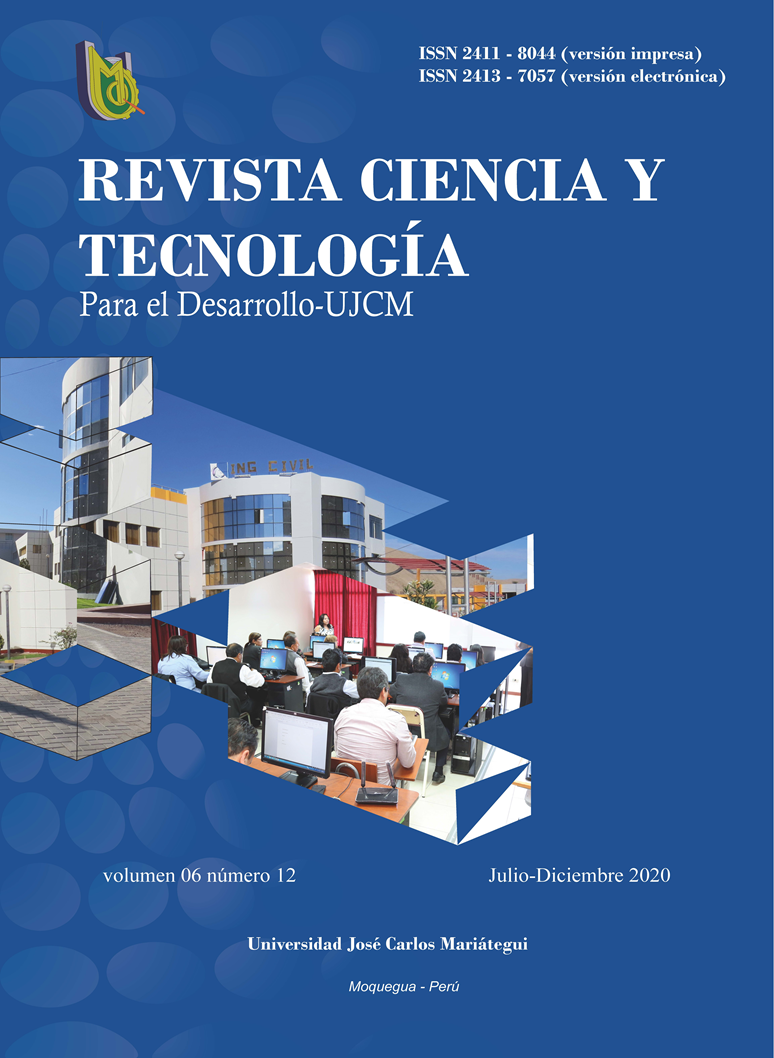 ISSN 2411 - 8044 (versión impresa)
ISSN 2413 - 7057 (versión electrónica)
REVISTA CIENCIA Y
TECNOLOGÍA
Para el Desarrollo-UJCM
ING CIVIL
volumen 06 número 12
Julio-Diciembre 2020
Universidad José Carlos Mariátegui
Moquegua - Perú